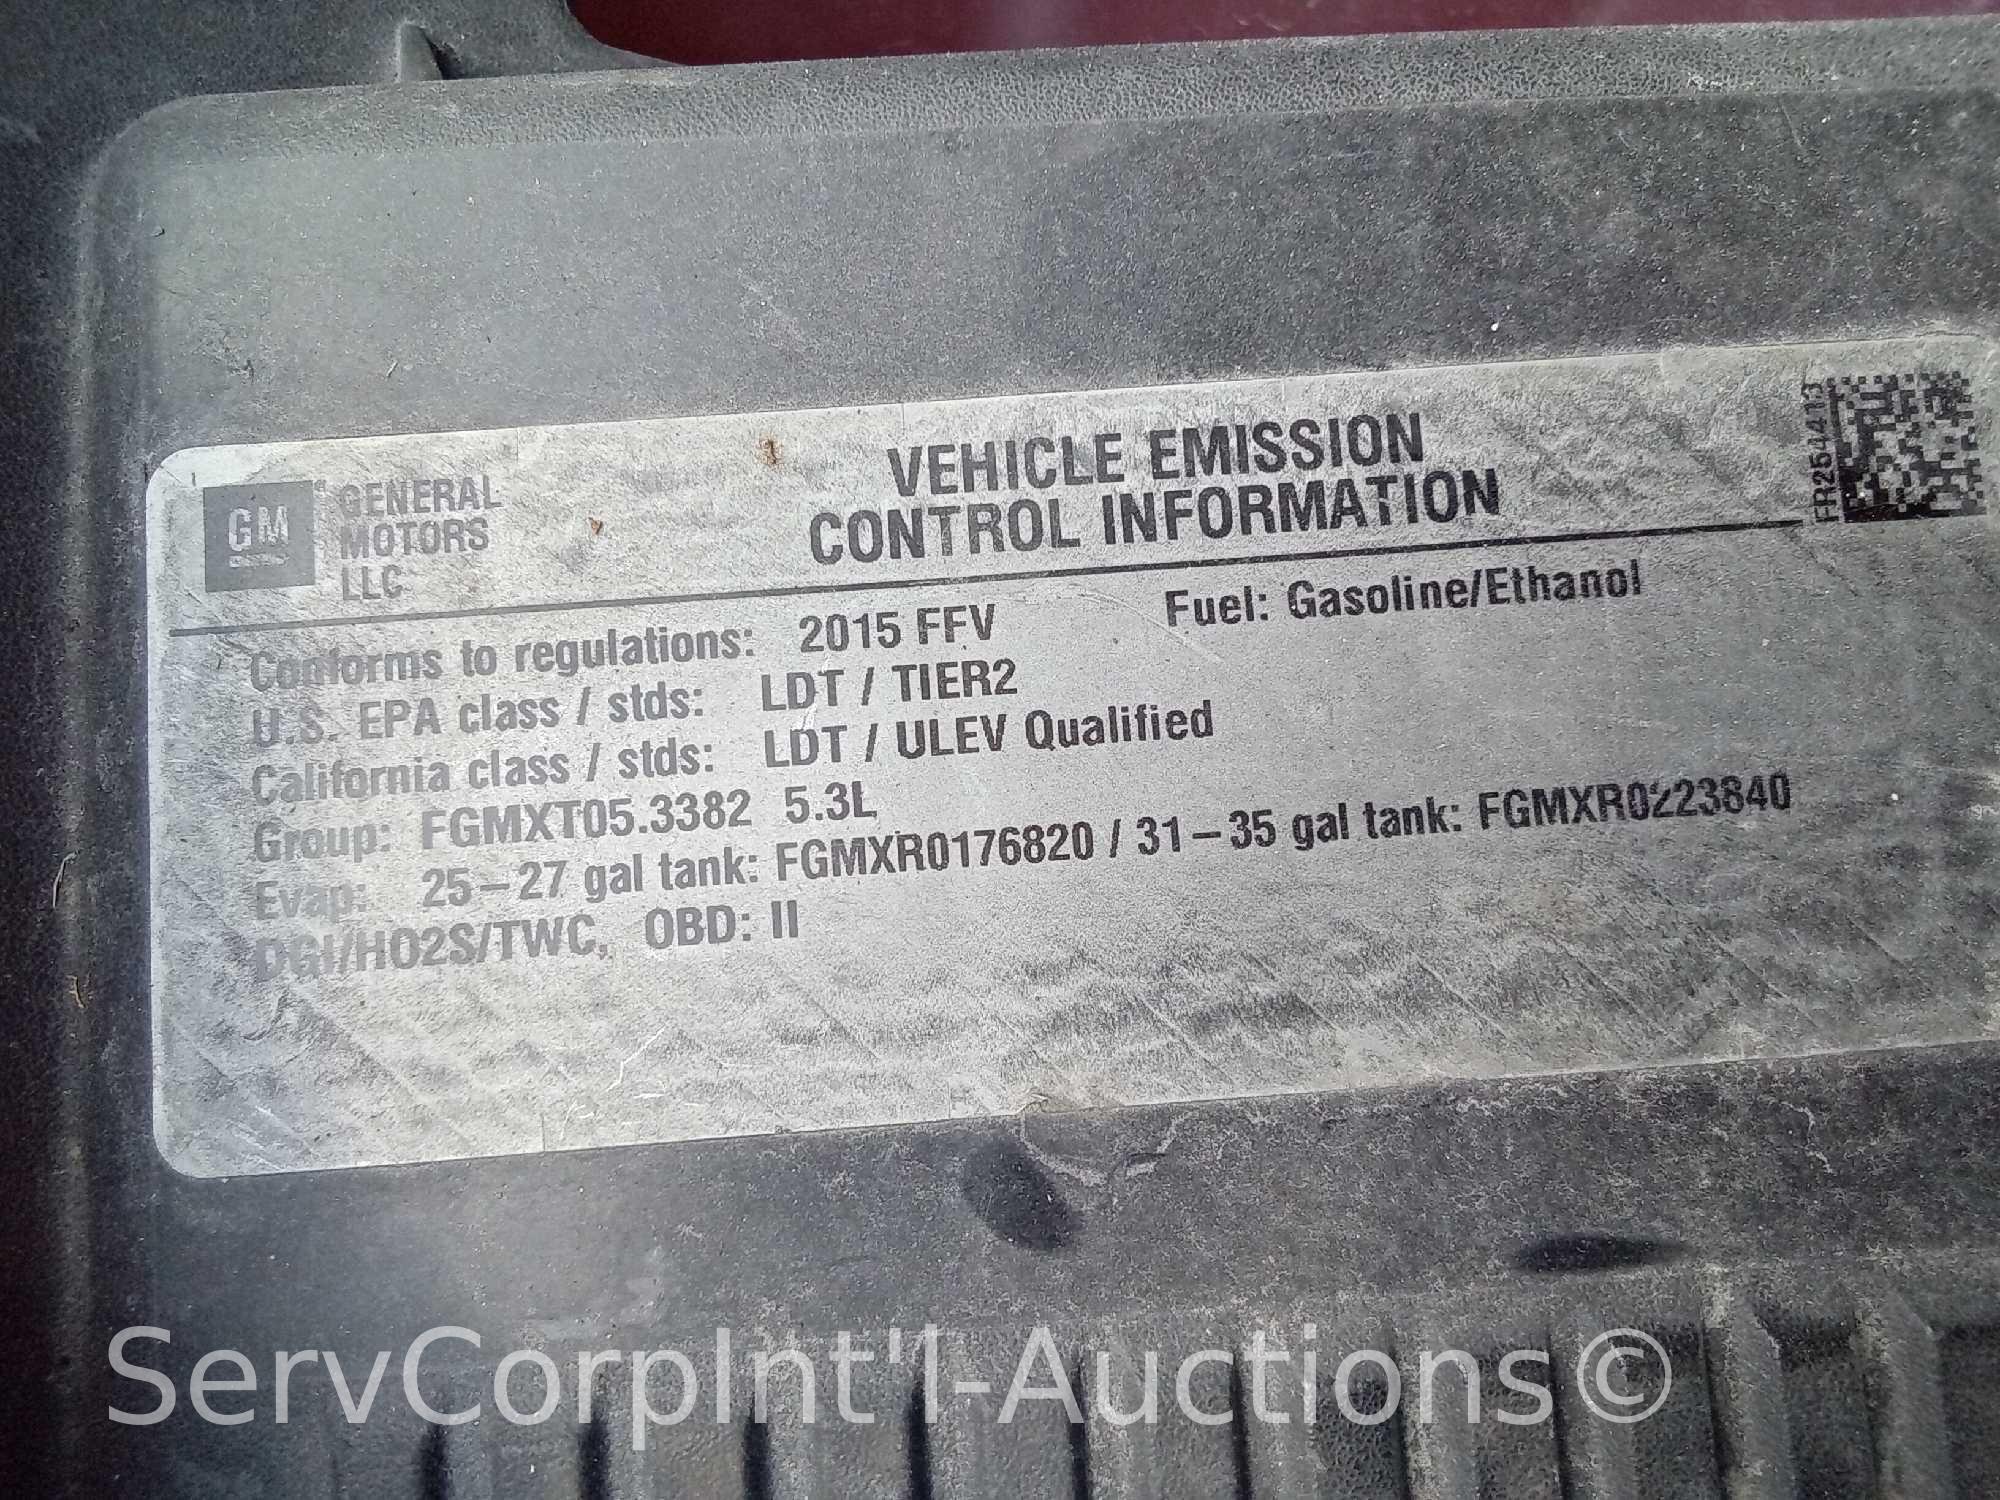 GM
GENERAL
MOTORS
LLC
VEHICLE EMISSION
CONTROL INFORMATION
FR2544413
Conforms to regulations: 2015 FFV Fuel: Gasoline/Ethanol
U.S. EPA class / stds: LDT / TIER2
California class / stds: LDT / ULEV Qualified
Group: FGMXT05.3382 5.3L
Evap: 25-27 gal tank: FGMXR0176820 / 31-35 gal tank: FGMXR0223840
DGI/HO2S/TWC, OBD: II
ServCorpInt'l-Auctions©